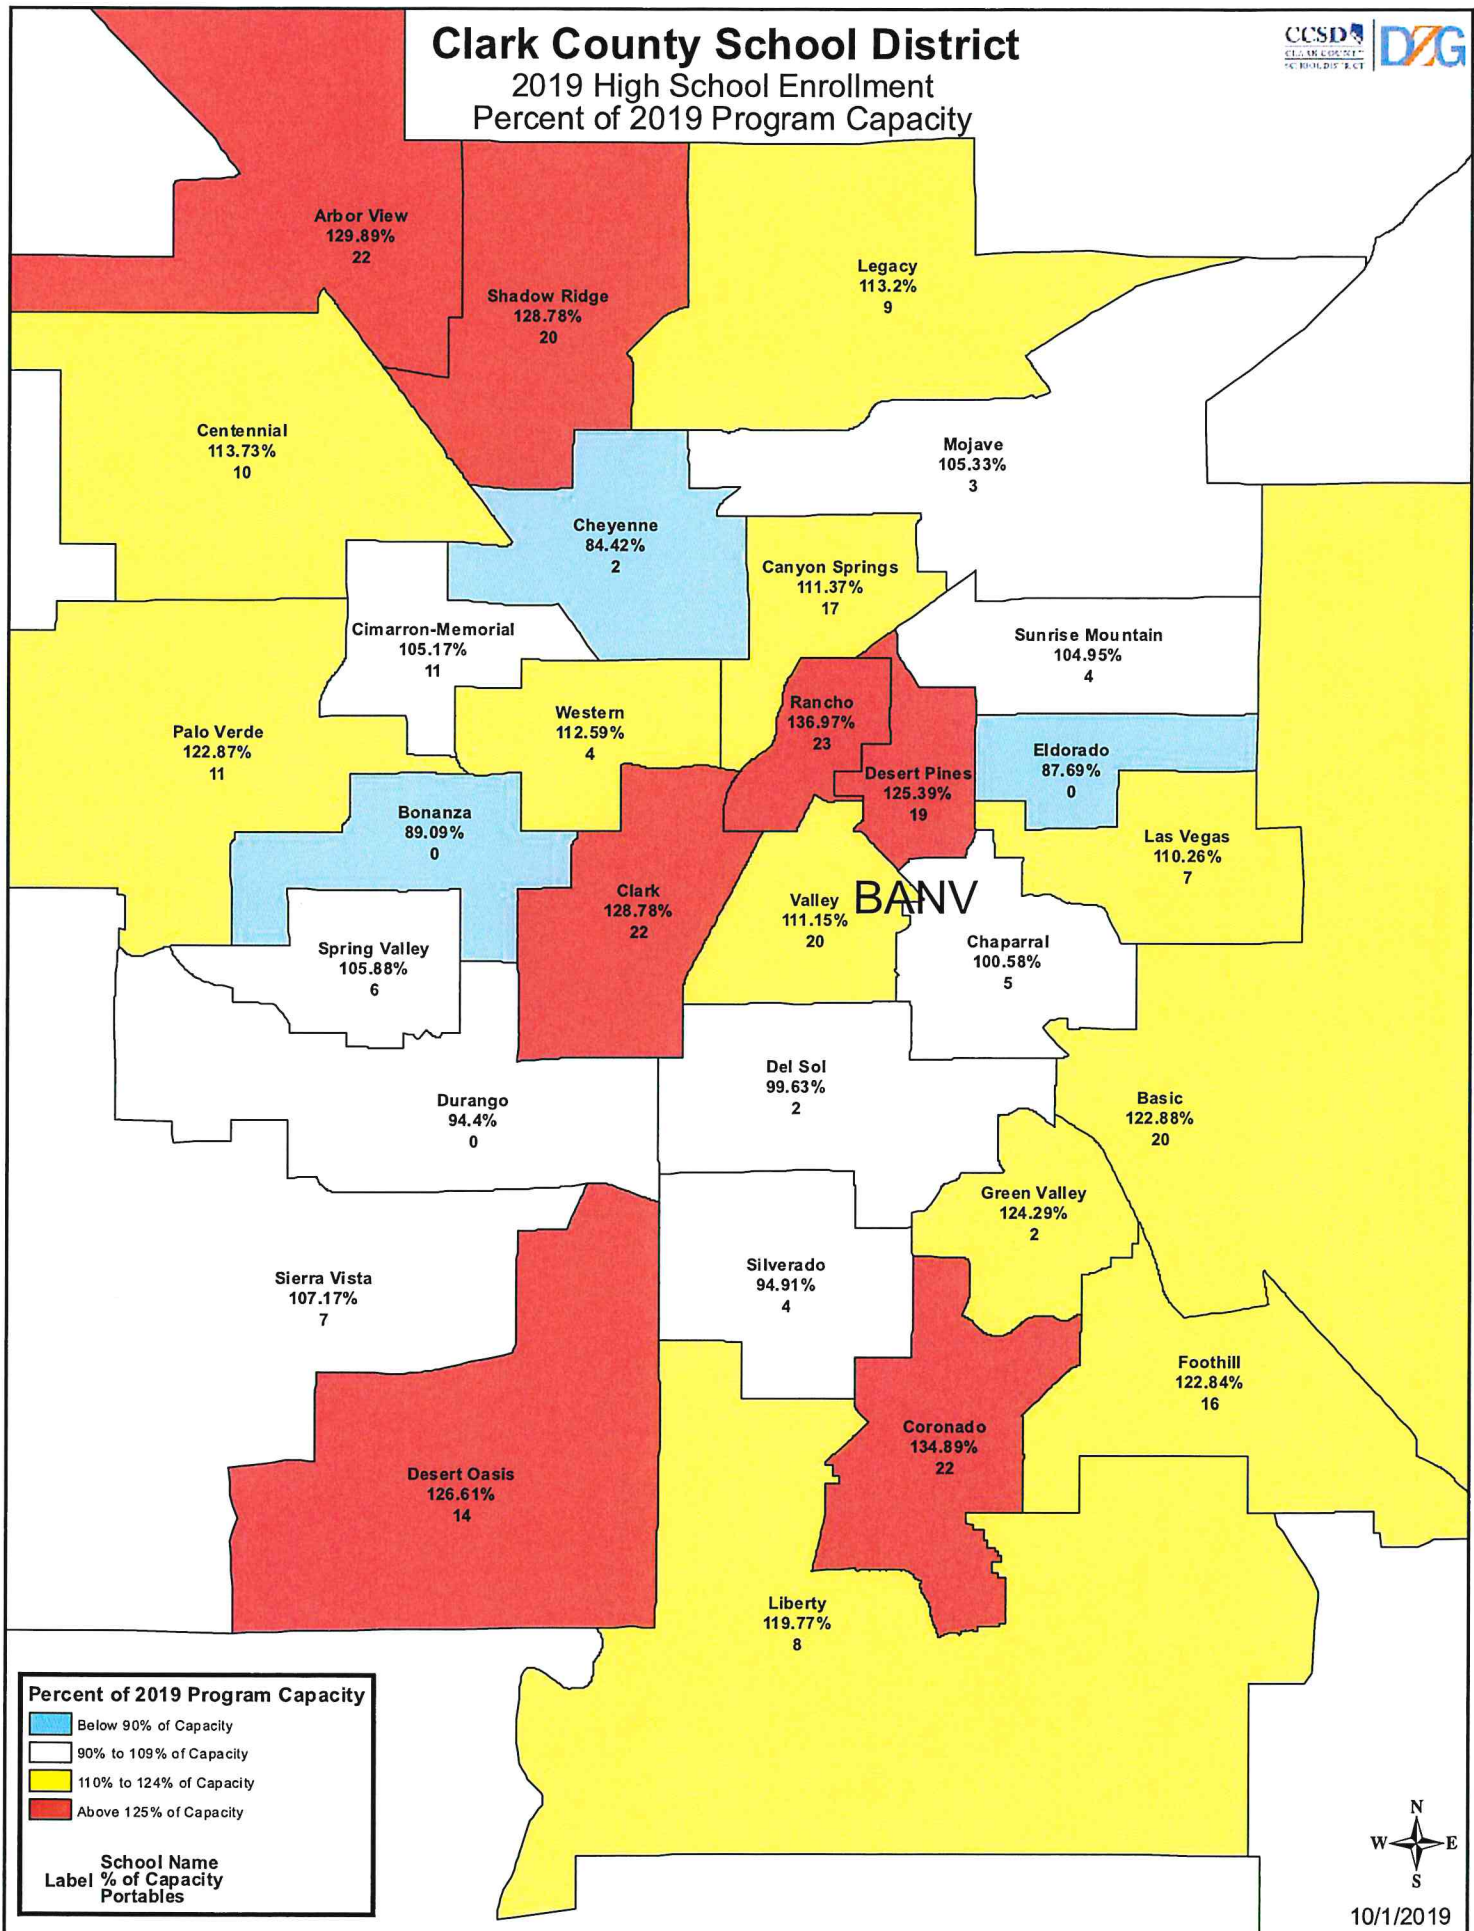 Clark County School District
2019 High School Enrollment
Percent of 2019 Program Capacity
CCSD
CLARK COUNTY
SCHOOL DISTRICT
DZG
Arbor View
129.89%
22
Shadow Ridge
128.78%
20
Legacy
113.2%
9
Centennial
113.73%
10
Mojave
105.33%
3
Cheyenne
84.42%
2
Canyon Springs
111.37%
17
Cimarron-Memorial
105.17%
11
Sunrise Mountain
104.95%
4
Palo Verde
122.87%
11
Western
112.59%
4
Rancho
136.97%
23
Desert Pines
125.39%
19
Eldorado
87.69%
0
Bonanza
89.09%
0
Las Vegas
110.26%
7
Clark
128.78%
22
Valley
111.15%
20
BANV
Chaparral
100.58%
5
Spring Valley
105.88%
6
Durango
94.4%
0
Del Sol
99.63%
2
Basic
122.88%
20
Green Valley
124.29%
2
Sierra Vista
107.17%
7
Silverado
94.91%
4
Foothill
122.84%
16
Coronado
134.89%
22
Desert Oasis
126.61%
14
Liberty
119.77%
8
Percent of 2019 Program Capacity
Below 90% of Capacity
90% to 109% of Capacity
110% to 124% of Capacity
Above 125% of Capacity
School Name
Label % of Capacity
Portables
N
W E
S
10/1/2019